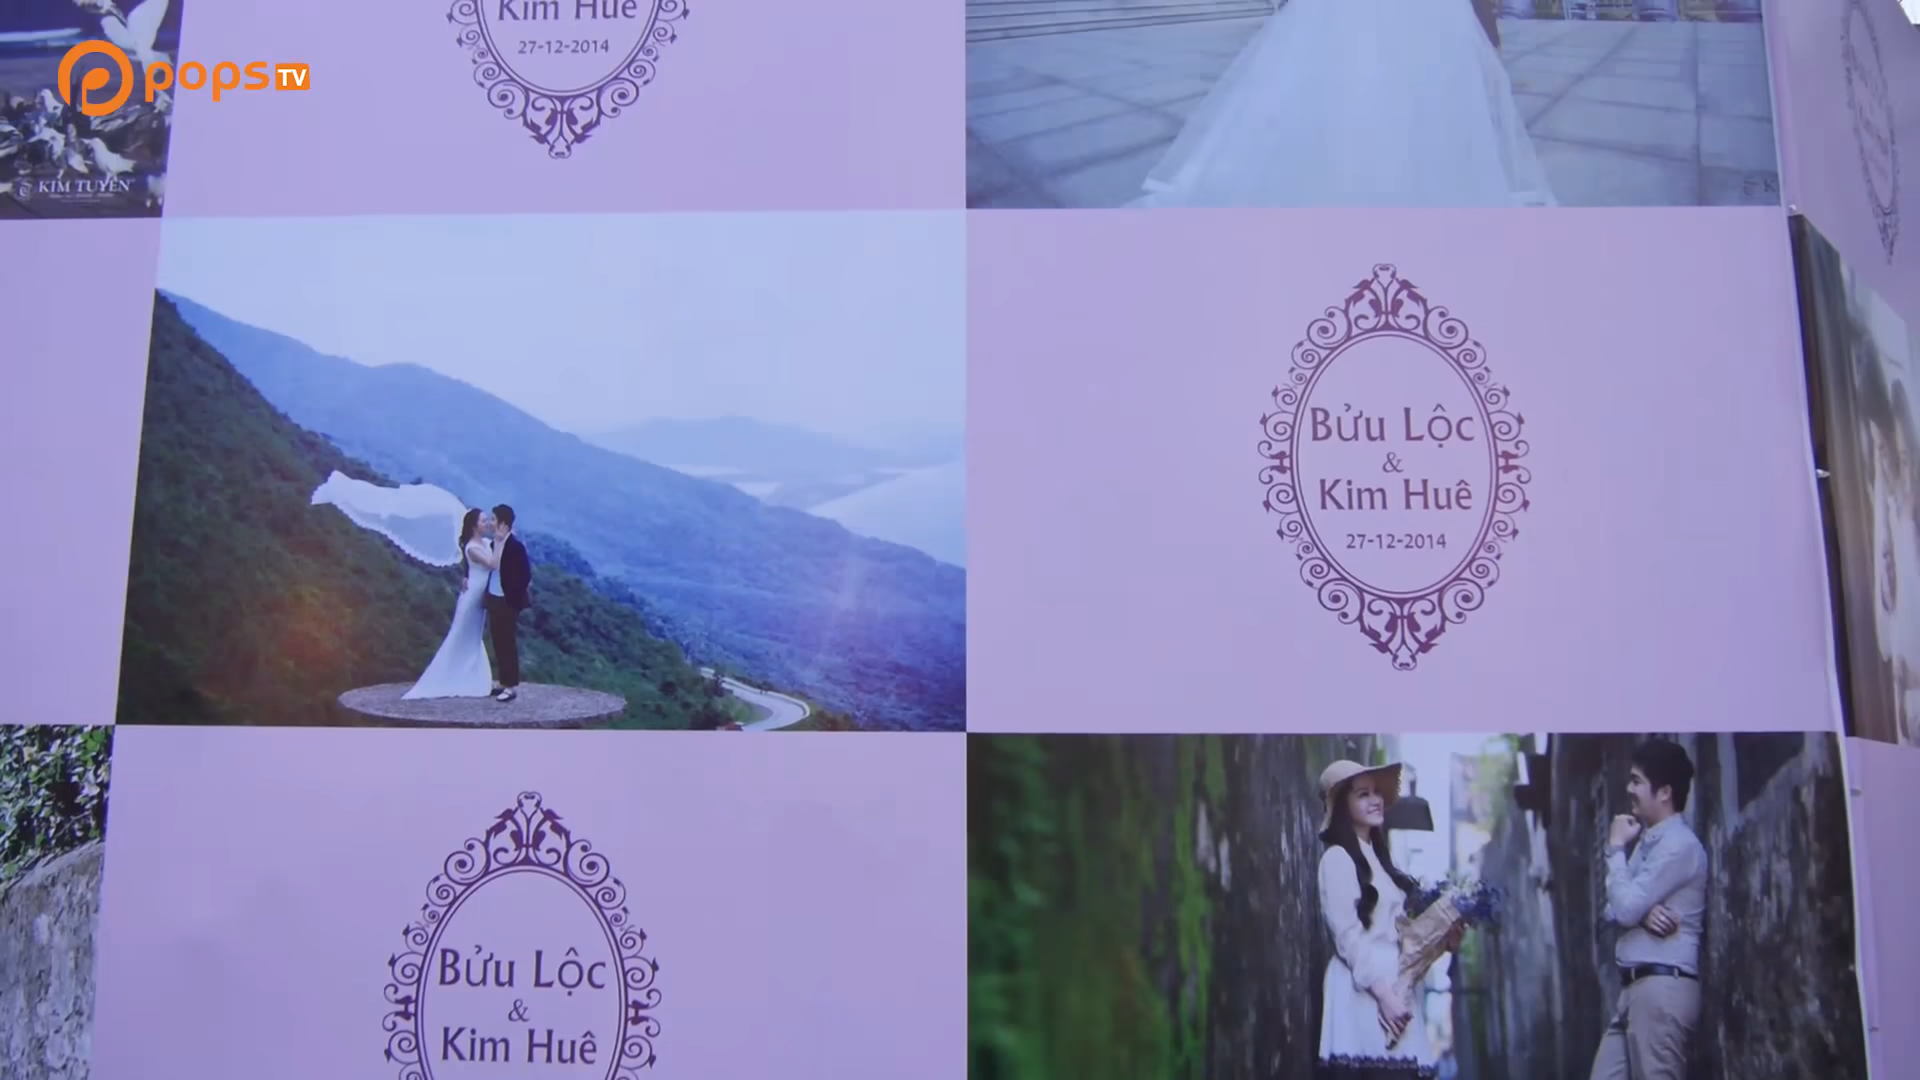 pops TV
Kim Huê
27-12-2014
KIM TUYẾN
Bửu Lộc
&
Kim Huê
27-12-2014
Bửu Lộc
&
Kim Huê